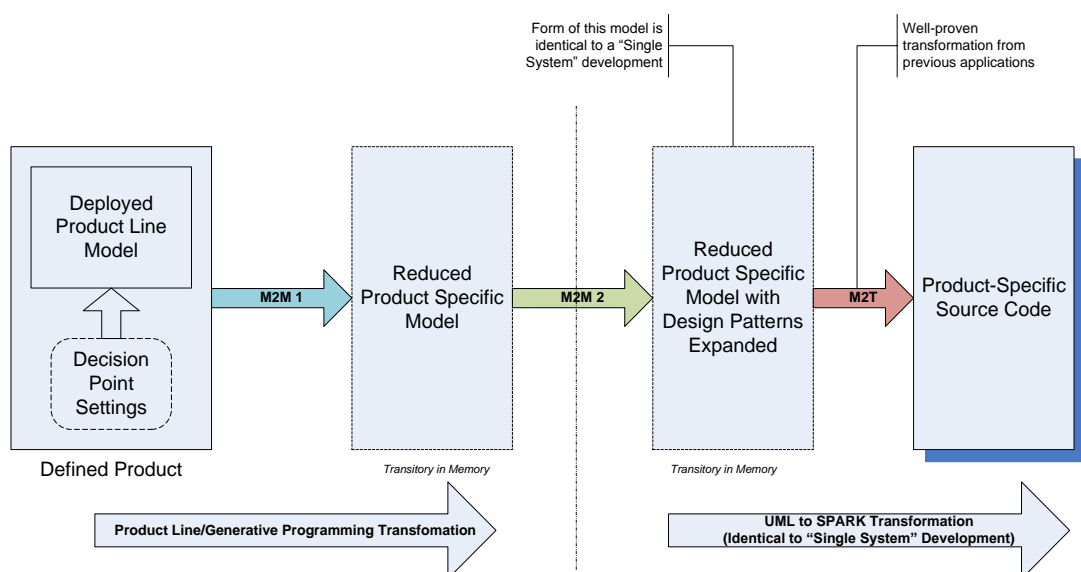 Form of this model is
identical to a “Single
System” development
Well-proven
transformation from
previous applications
Deployed
Product Line
Model
Decision
Point
Settings
Defined Product
M2M 1
Reduced
Product Specific
Model
Transitory in Memory
M2M 2
Reduced
Product Specific
Model with
Design Patterns
Expanded
Transitory in Memory
M2T
Product-Specific
Source Code
Product Line/Generative Programming Transfomation
UML to SPARK Transformation
(Identical to “Single System” Development)